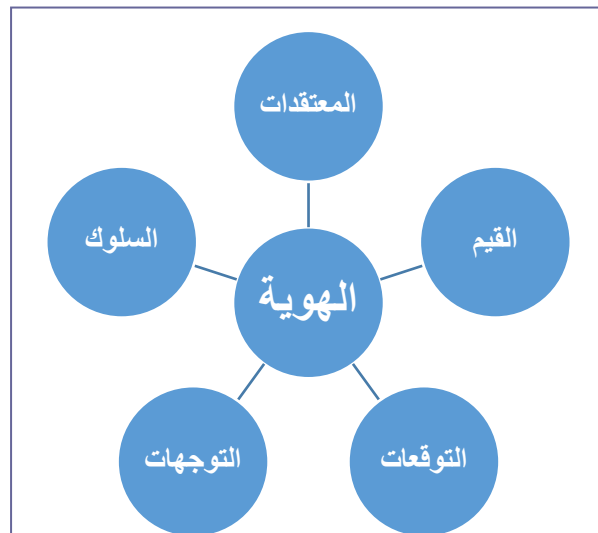 المعتقدات
القيم
السلوك
الهوية
التوقعات
التوجهات